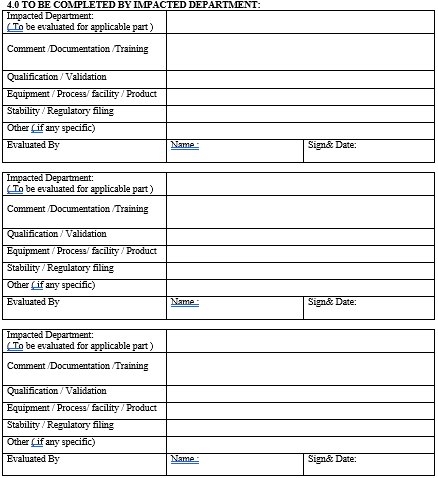 4.0 TO BE COMPLETED BY IMPACTED DEPARTMENT:
Impacted Department:
( To be evaluated for applicable part )
Comment /Documentation /Training
Qualification / Validation
Equipment / Process/ facility / Product
Stability / Regulatory filing
Other ( if any specific)
Evaluated By Name : Sign& Date:
Impacted Department:
( To be evaluated for applicable part )
Comment /Documentation /Training
Qualification / Validation
Equipment / Process/ facility / Product
Stability / Regulatory filing
Other ( if any specific)
Evaluated By Name : Sign& Date:
Impacted Department:
( To be evaluated for applicable part )
Comment /Documentation /Training
Qualification / Validation
Equipment / Process/ facility / Product
Stability / Regulatory filing
Other ( if any specific)
Evaluated By Name : Sign& Date: